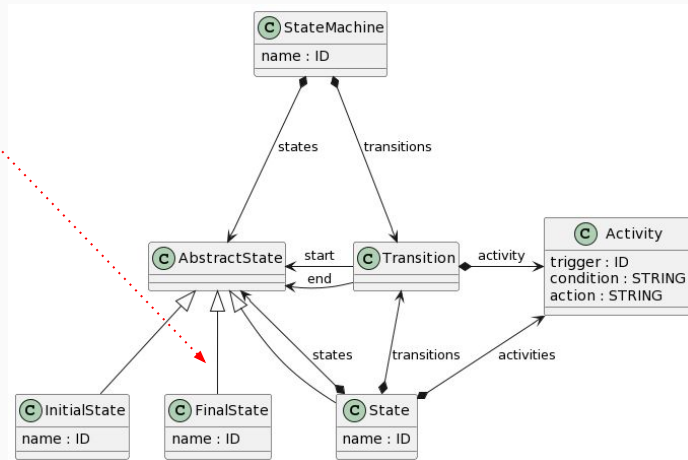 C StateMachine
name : ID
states
transitions
C AbstractState
start
end
C Transition
activity
C Activity
trigger : ID
condition : STRING
action : STRING
states
transitions
activities
C InitialState
name : ID
C FinalState
name : ID
C State
name : ID